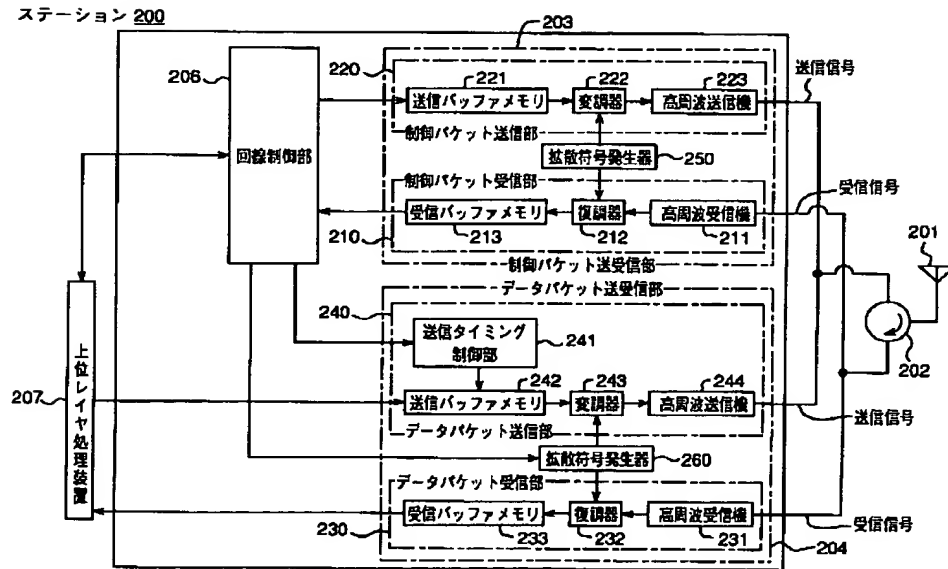 ステーション 200
203
206
220
221
222
223
送信信号
送信バッファメモリ
変調器
高周波送信機
制御パケット送信部
回線制御部
拡散符号発生器
250
制御パケット受信部
受信信号
受信バッファメモリ
復調器
高周波受信機
210
213
212
211
201
制御パケット送受信部
データパケット送受信部
240
送信タイミング
制御部
241
202
上位レイヤ処理装置
207
242
243
244
送信バッファメモリ
変調器
高周波送信機
送信信号
データパケット送信部
拡散符号発生器
260
データパケット受信部
受信バッファメモリ
復調器
高周波受信機
受信信号
230
233
232
231
204